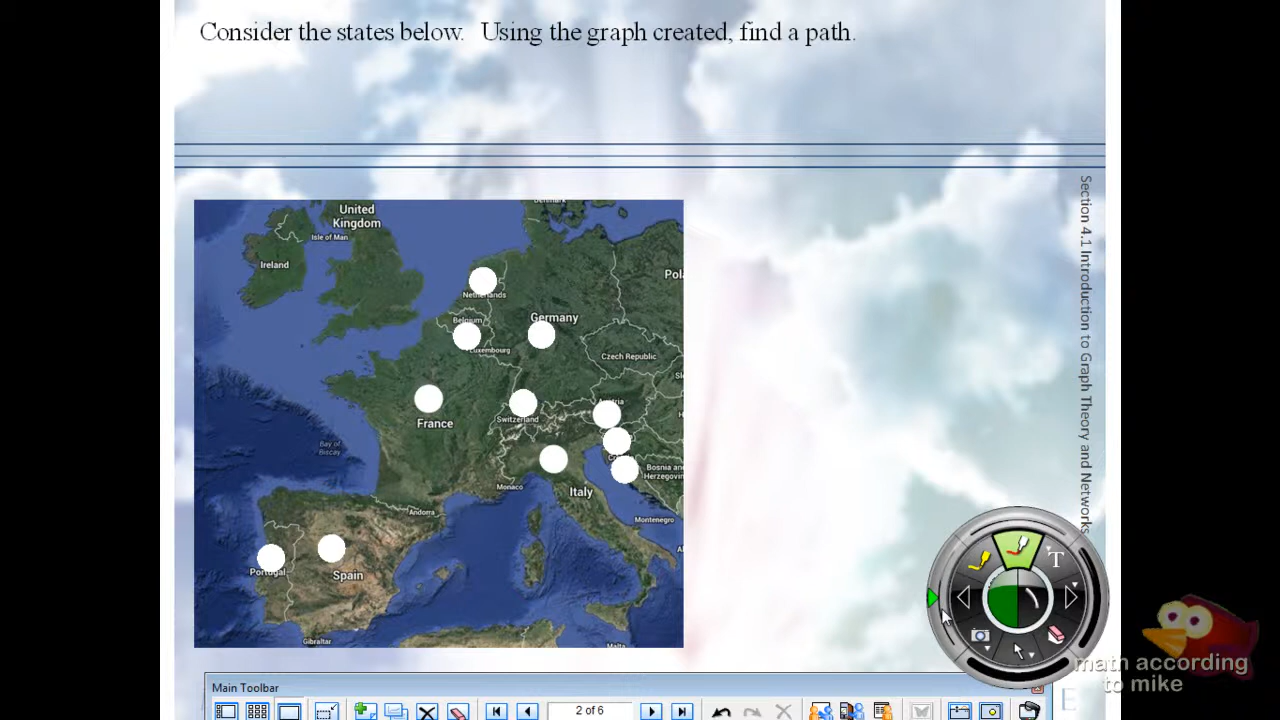 Consider the states below. Using the graph created, find a path.
Section 4.1 Introduction to Graph Theory and Networks
Denmark
United
Kingdom
Isle of Man
Ireland
Netherlands
Pola
Belgium
Germany
Luxembourg
Czech Republic
France
Switzerland
Bay of
Biscay
Bosnia and
Herzegovin
Monaco
Italy
Andorra
Montenegro
Portugal
Spain
Gibraltar
Malta
T
math according
to mike
Main Toolbar
2 of 6